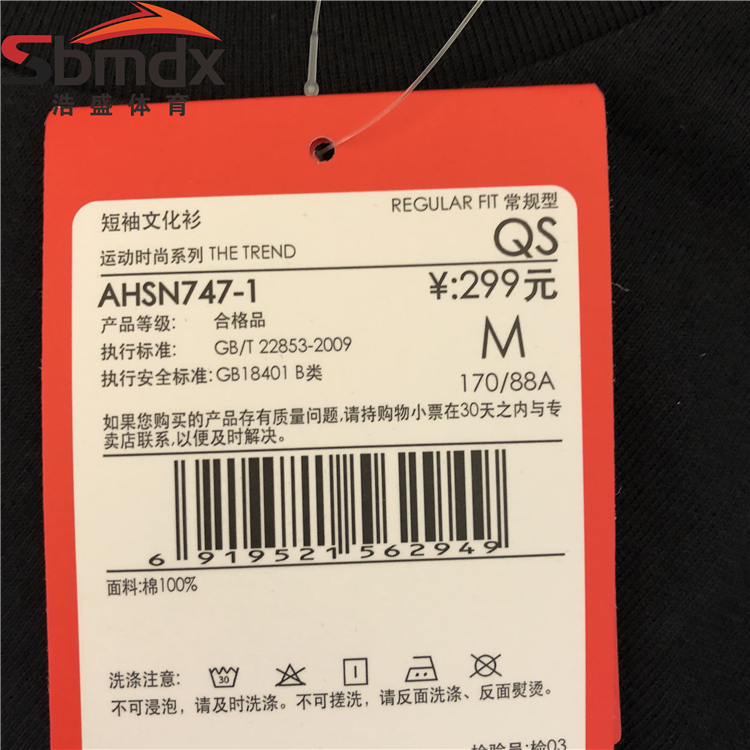 Sbmdx
浩盛体育
REGULAR FIT 常规型
短袖文化衫
QS
运动时尚系列 THE TREND
AHSN747-1
¥:299元
产品等级: 合格品
M
执行标准: GB/T 22853-2009
执行安全标准: GB18401 B类
170/88A
如果您购买的产品存有质量问题,请持购物小票在30天之内与专
卖店联系,以便及时解决。
6 919521 562949
面料:棉100%
洗涤注意:
30
不可浸泡，请及时洗涤。不可搓洗，请反面洗涤、反面熨烫。
检验员:检03